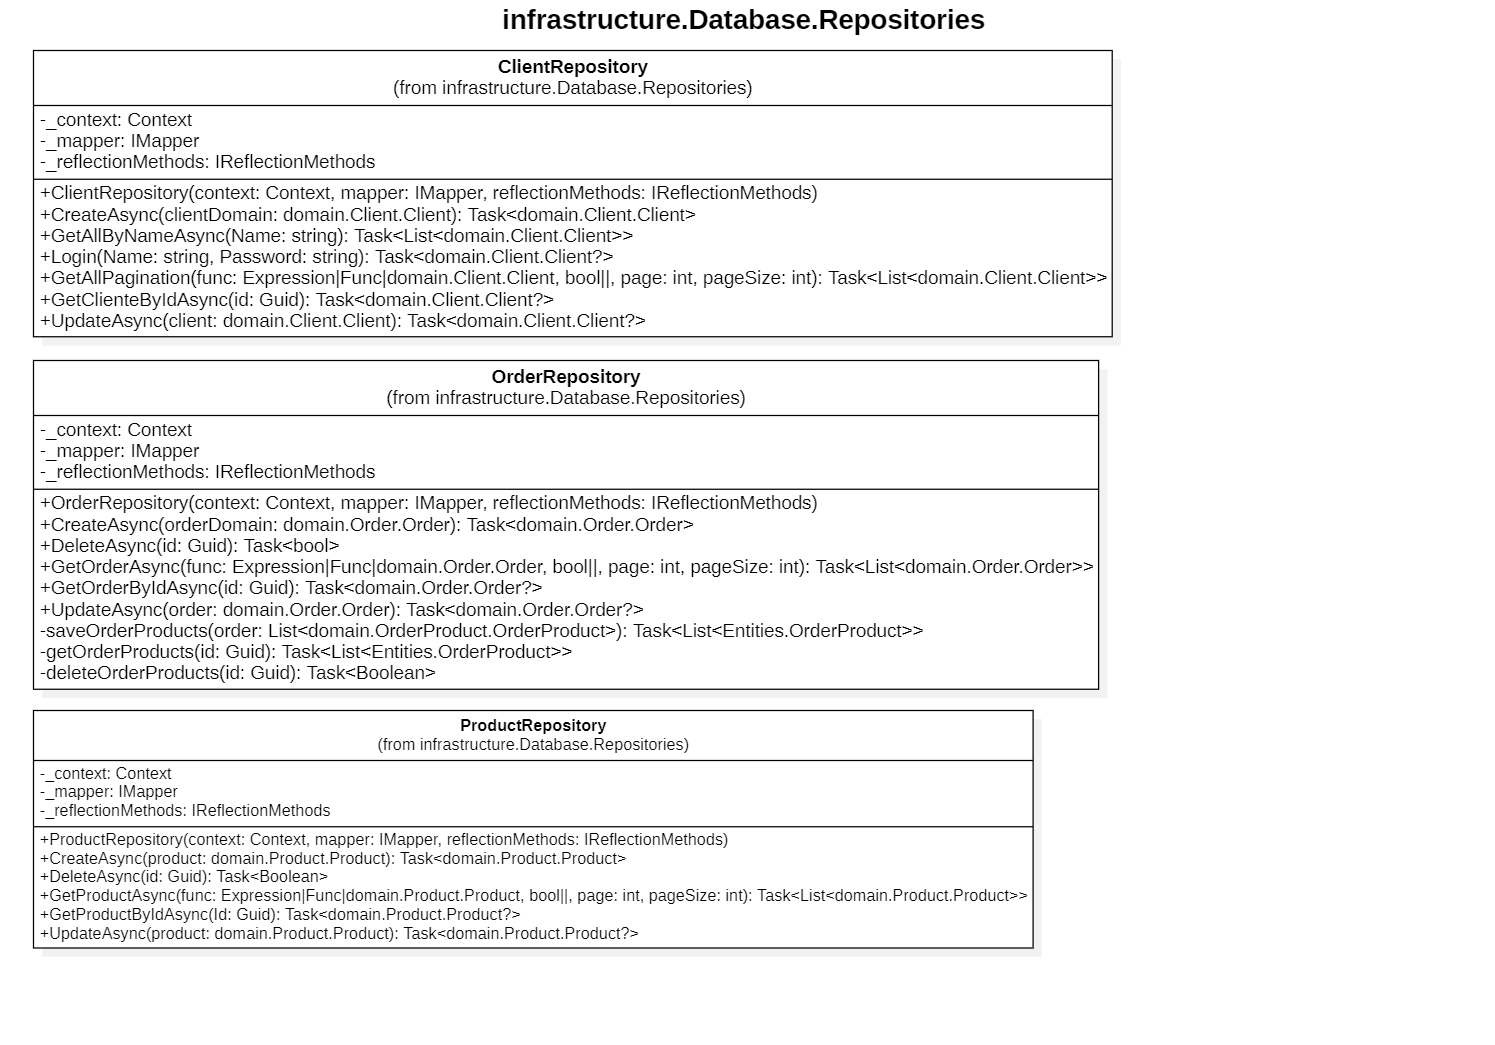 infrastructure.Database.Repositories
ClientRepository
(from infrastructure.Database.Repositories)
-_context: Context
-_mapper: IMapper
-_reflectionMethods: IReflectionMethods
+ClientRepository(context: Context, mapper: IMapper, reflectionMethods: IReflectionMethods)
+CreateAsync(clientDomain: domain.Client.Client): Task<domain.Client.Client>
+GetAllByNameAsync(Name: string): Task<List<domain.Client.Client>>
+Login(Name: string, Password: string): Task<domain.Client.Client?>
+GetAllPagination(func: Expression|Func|domain.Client.Client, bool||, page: int, pageSize: int): Task<List<domain.Client.Client>>
+GetClienteByIdAsync(id: Guid): Task<domain.Client.Client?>
+UpdateAsync(client: domain.Client.Client): Task<domain.Client.Client?>
OrderRepository
(from infrastructure.Database.Repositories)
-_context: Context
-_mapper: IMapper
-_reflectionMethods: IReflectionMethods
+OrderRepository(context: Context, mapper: IMapper, reflectionMethods: IReflectionMethods)
+CreateAsync(orderDomain: domain.Order.Order): Task<domain.Order.Order>
+DeleteAsync(id: Guid): Task<bool>
+GetOrderAsync(func: Expression|Func|domain.Order.Order, bool||, page: int, pageSize: int): Task<List<domain.Order.Order>>
+GetOrderByIdAsync(id: Guid): Task<domain.Order.Order?>
+UpdateAsync(order: domain.Order.Order): Task<domain.Order.Order?>
-saveOrderProducts(order: List<domain.OrderProduct.OrderProduct>): Task<List<Entities.OrderProduct>>
-getOrderProducts(id: Guid): Task<List<Entities.OrderProduct>>
-deleteOrderProducts(id: Guid): Task<Boolean>
ProductRepository
(from infrastructure.Database.Repositories)
-_context: Context
-_mapper: IMapper
-_reflectionMethods: IReflectionMethods
+ProductRepository(context: Context, mapper: IMapper, reflectionMethods: IReflectionMethods)
+CreateAsync(product: domain.Product.Product): Task<domain.Product.Product>
+DeleteAsync(id: Guid): Task<Boolean>
+GetProductAsync(func: Expression|Func|domain.Product.Product, bool||, page: int, pageSize: int): Task<List<domain.Product.Product>>
+GetProductByIdAsync(Id: Guid): Task<domain.Product.Product?>
+UpdateAsync(product: domain.Product.Product): Task<domain.Product.Product?>